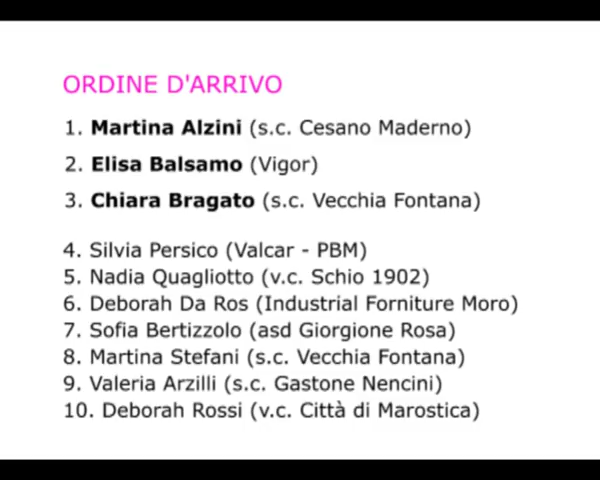 ORDINE D'ARRIVO
1. Martina Alzini (s.c. Cesano Maderno)
2. Elisa Balsamo (Vigor)
3. Chiara Bragato (s.c. Vecchia Fontana)
4. Silvia Persico (Valcar - PBM)
5. Nadia Quagliotto (v.c. Schio 1902)
6. Deborah Da Ros (Industrial Forniture Moro)
7. Sofia Bertizzolo (asd Giorgione Rosa)
8. Martina Stefani (s.c. Vecchia Fontana)
9. Valeria Arzilli (s.c. Gastone Nencini)
10. Deborah Rossi (v.c. Città di Marostica)